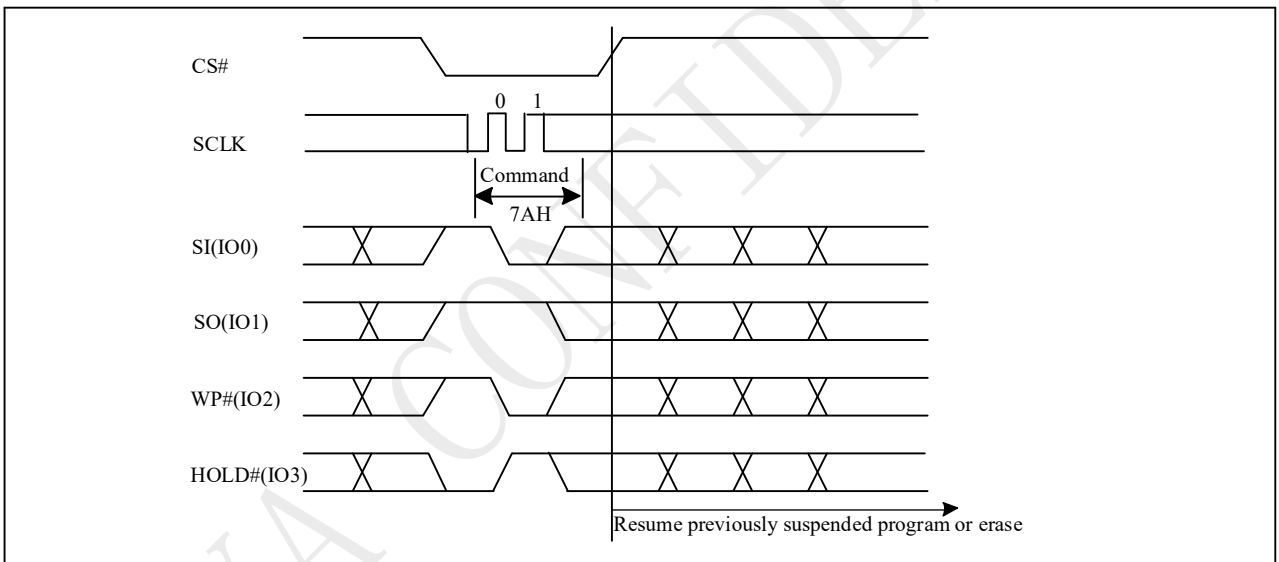 CS#
0 1
SCLK
Command
7AH
SI(IO0)
SO(IO1)
WP#(IO2)
HOLD#(IO3)
Resume previously suspended program or erase